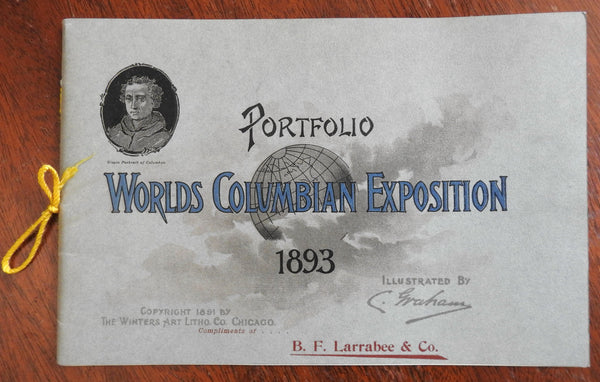 PORTFOLIO
WORLDS COLUMBIAN EXPOSITION
1893
ILLUSTRATED BY
C. Graham
COPYRIGHT 1891 BY
THE WINTERS ART LITHO. CO. CHICAGO.
Compliments of . . . .
B. F. Larrabee & Co.